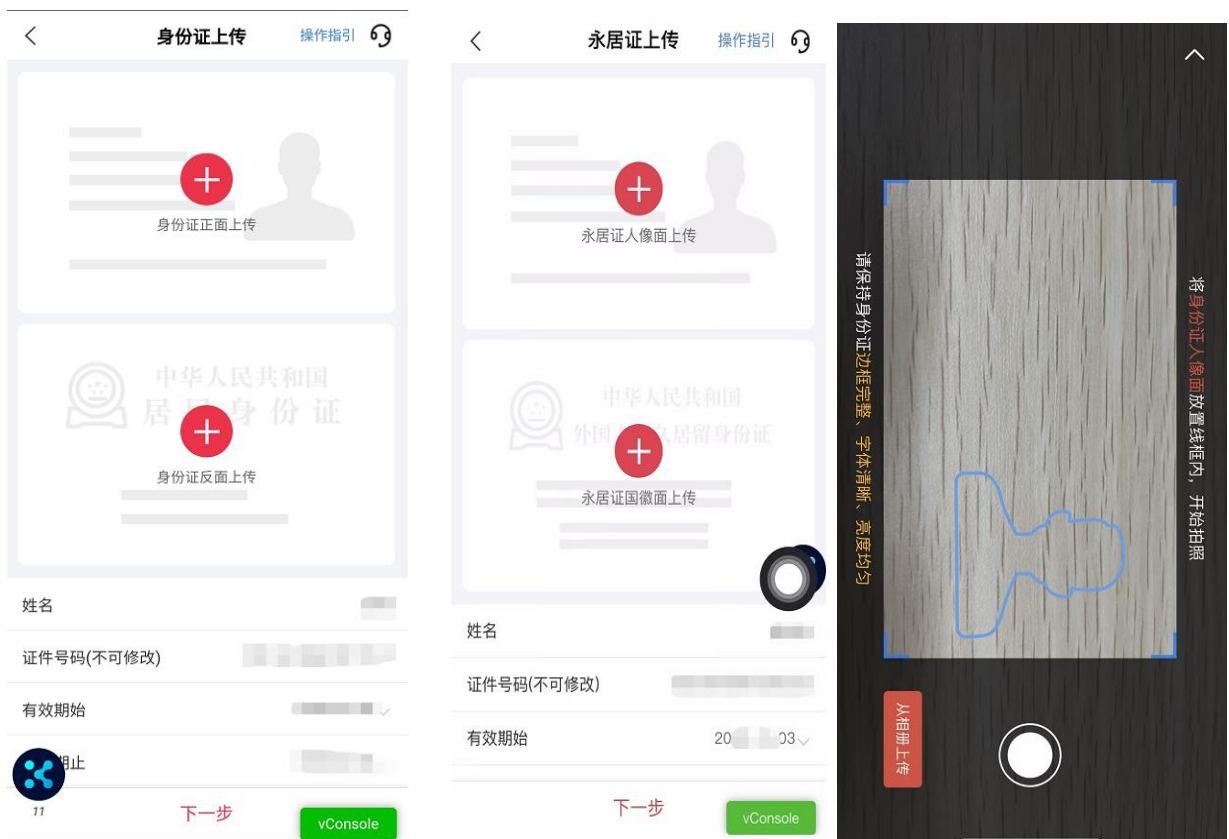 身份证上传 操作指引
身份证正面上传
中华人民共和国
居民身份证
身份证反面上传
姓名
证件号码(不可修改)
有效期始
期止
11
下一步
vConsole
永居证上传 操作指引
永居证人像面上传
中华人民共和国
外国 久居留身份证
永居证国徽面上传
姓名
证件号码(不可修改)
有效期始 20 03
下一步
vConsole
将身份证人像面放置线框内，开始拍照
请保持身份证边框完整、字体清晰、亮度均匀
从相册上传